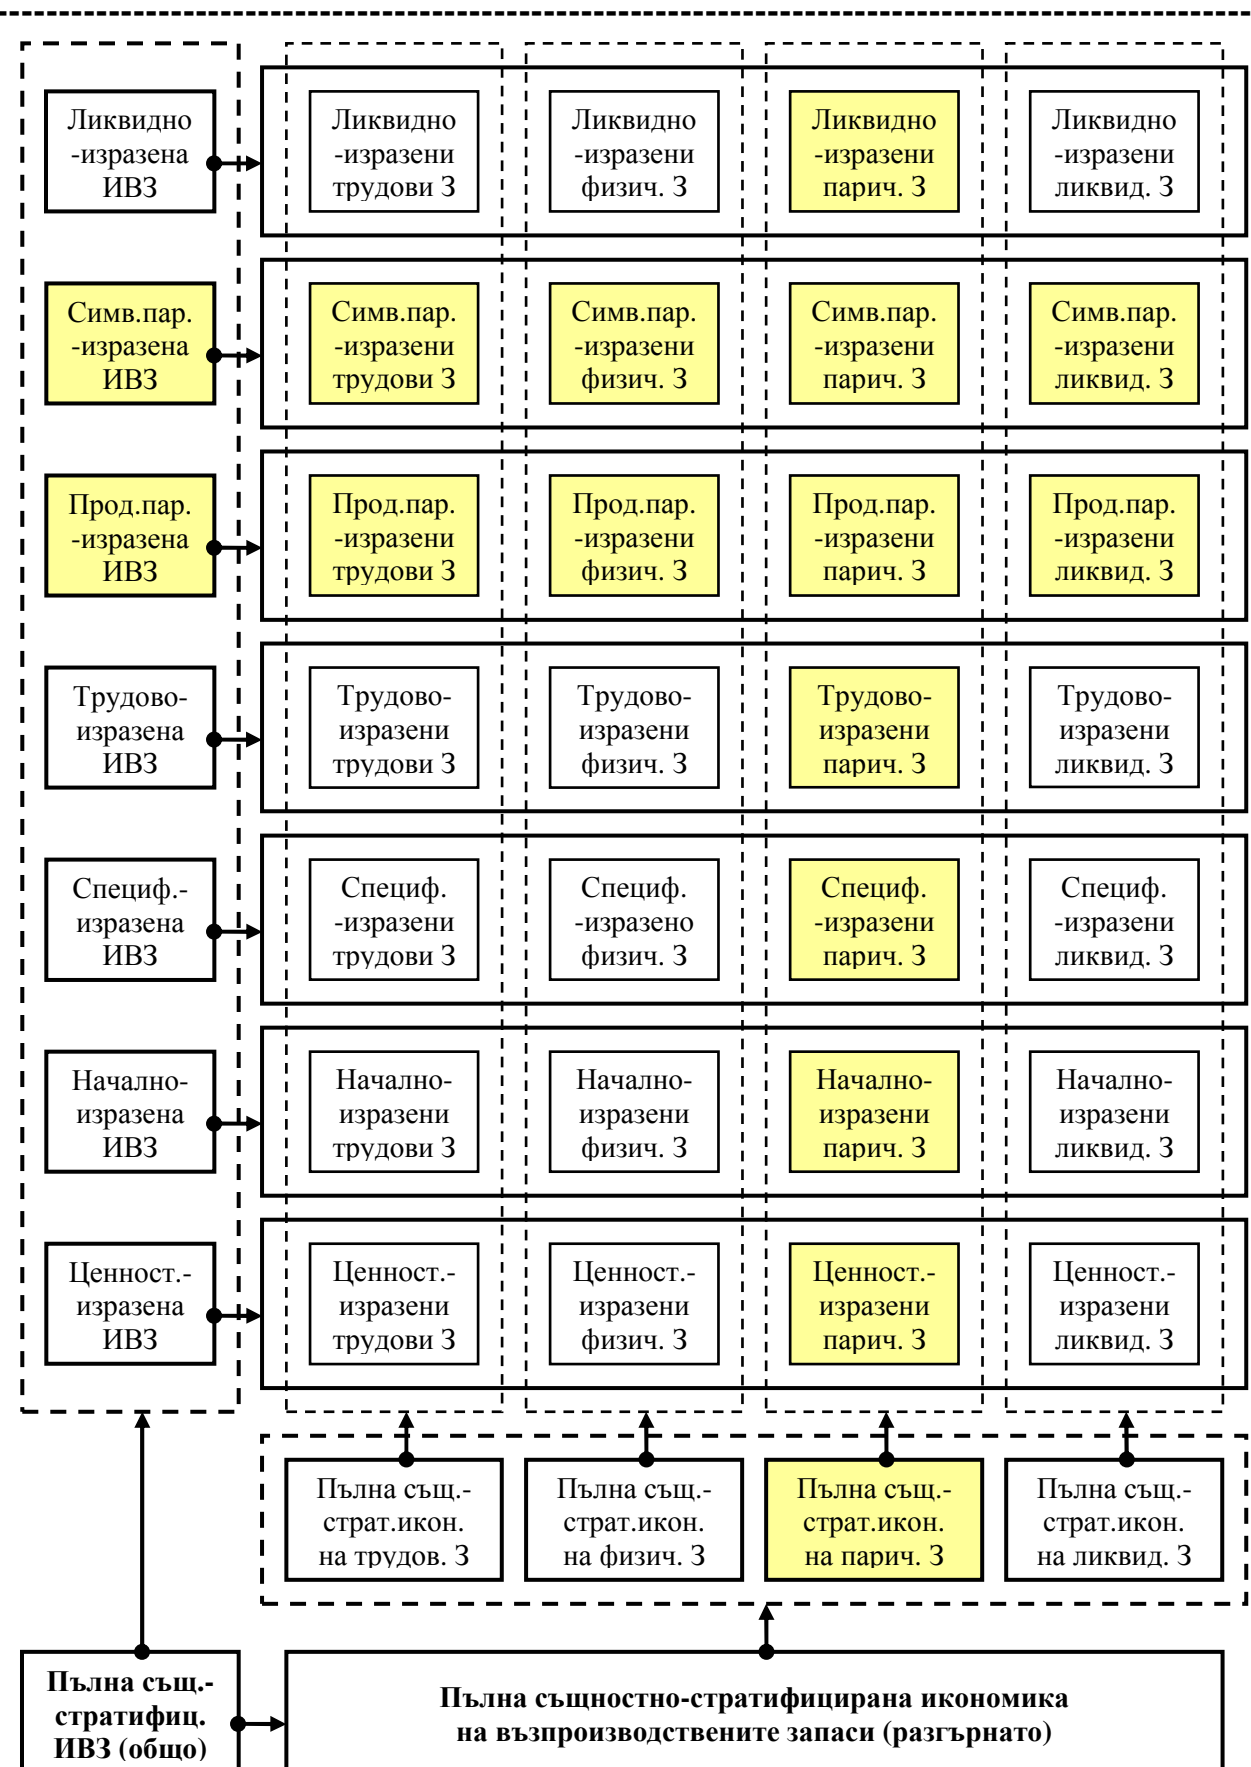 Ликвидно
-изразена
ИВЗ
Ликвидно
-изразени
трудови З
Ликвидно
-изразени
физич. З
Ликвидно
-изразени
парич. З
Ликвидно
-изразени
ликвид. З
Симв.пар.
-изразена
ИВЗ
Симв.пар.
-изразени
трудови З
Симв.пар.
-изразени
физич. З
Симв.пар.
-изразени
парич. З
Симв.пар.
-изразени
ликвид. З
Прод.пар.
-изразена
ИВЗ
Прод.пар.
-изразени
трудови З
Прод.пар.
-изразени
физич. З
Прод.пар.
-изразени
парич. З
Прод.пар.
-изразени
ликвид. З
Трудово-
изразена
ИВЗ
Трудово-
изразени
трудови З
Трудово-
изразени
физич. З
Трудово-
изразени
парич. З
Трудово-
изразени
ликвид. З
Специф.-
изразена
ИВЗ
Специф.
-изразени
трудови З
Специф.
-изразено
физич. З
Специф.
-изразени
парич. З
Специф.
-изразени
ликвид. З
Начално-
изразена
ИВЗ
Начално-
изразени
трудови З
Начално-
изразени
физич. З
Начално-
изразени
парич. З
Начално-
изразени
ликвид. З
Ценност.-
изразена
ИВЗ
Ценност.-
изразени
трудови З
Ценност.-
изразени
физич. З
Ценност.-
изразени
парич. З
Ценност.-
изразени
ликвид. З
Пълна същ.-
страт.икон.
на трудов. З
Пълна същ.-
страт.икон.
на физич. З
Пълна същ.-
страт.икон.
на парич. З
Пълна същ.-
страт.икон.
на ликвид. З
Пълна същ.-
стратифиц.
ИВЗ (общо)
Пълна същностно-стратифицирана икономика
на възпроизводствените запаси (разгърнато)